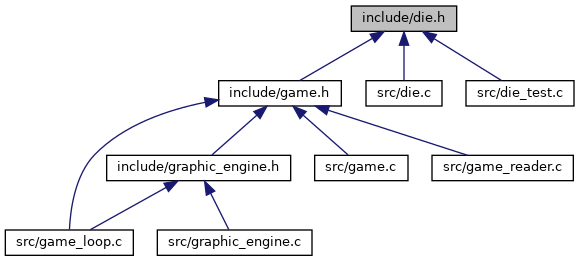 include/die.h
include/game.h
src/die.c
src/die_test.c
include/graphic_engine.h
src/game.c
src/game_reader.c
src/game_loop.c
src/graphic_engine.c